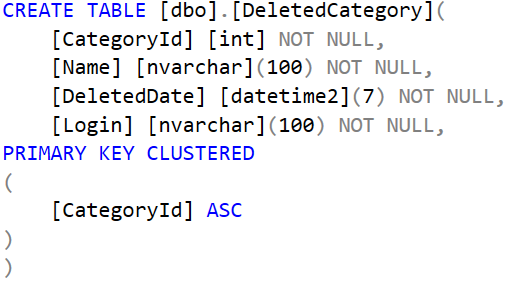 CREATE TABLE [dbo].[DeletedCategory](
    [CategoryId] [int] NOT NULL,
    [Name] [nvarchar](100) NOT NULL,
    [DeletedDate] [datetime2](7) NOT NULL,
    [Login] [nvarchar](100) NOT NULL,
PRIMARY KEY CLUSTERED
(
    [CategoryId] ASC
)
)